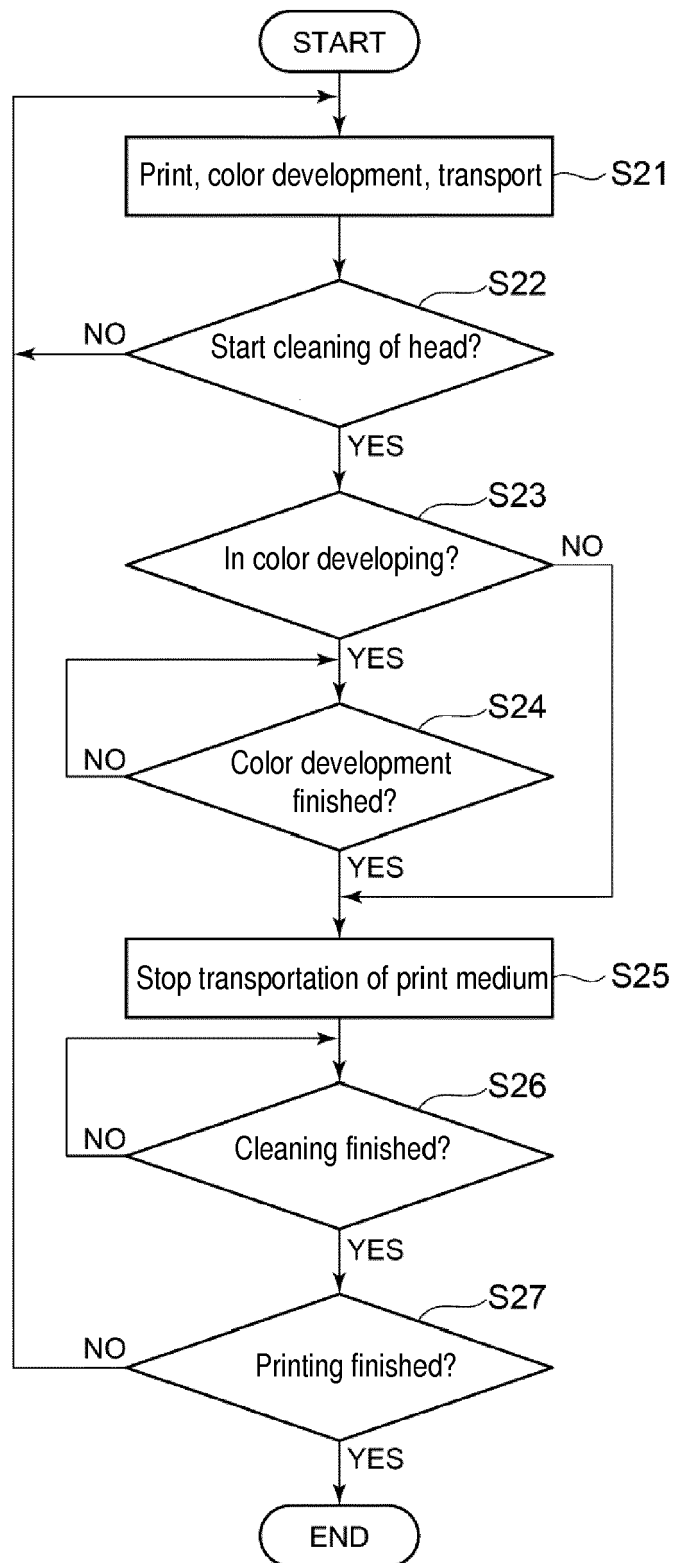 START
Print, color development, transport
S21
S22
Start cleaning of head?
NO
YES
S23
In color developing?
NO
YES
S24
Color development
finished?
NO
YES
Stop transportation of print medium
S25
S26
Cleaning finished?
NO
YES
S27
Printing finished?
NO
YES
END